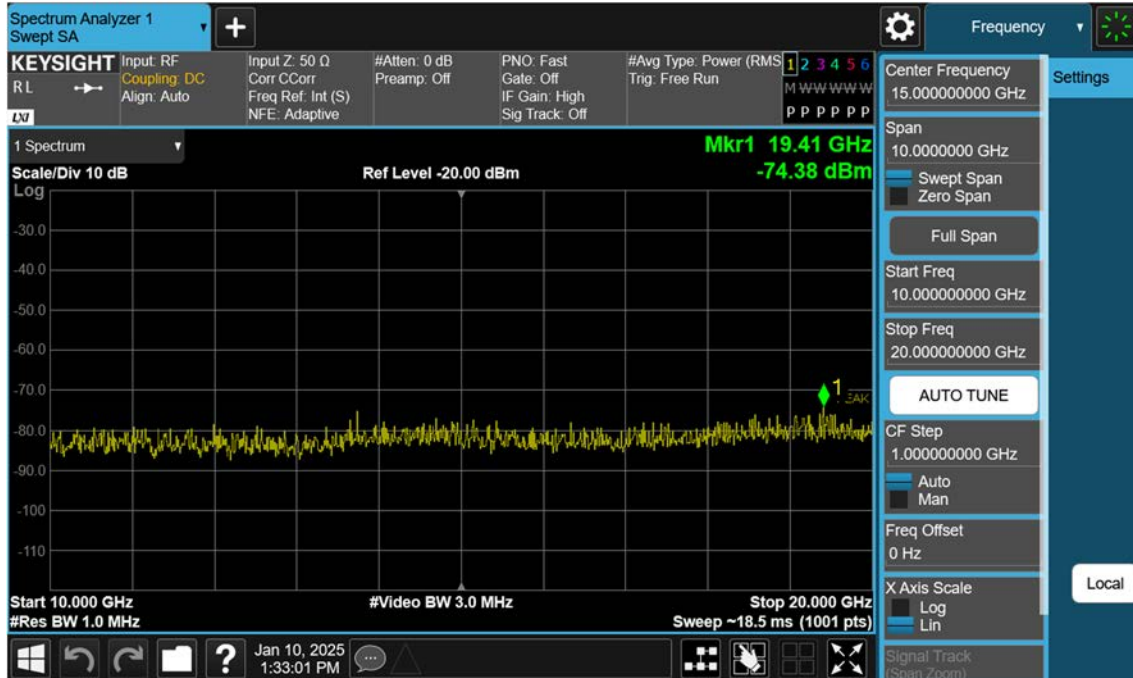 Spectrum Analyzer 1
Swept SA
Frequency
KEYSIGHT
R L
LXI
Input: RF
Coupling: DC
Align: Auto
Input Z: 50 Ω
Corr CCorr
Freq Ref: Int (S)
NFE: Adaptive
#Atten: 0 dB
Preamp: Off
PNO: Fast
Gate: Off
IF Gain: High
Sig Track: Off
#Avg Type: Power (RMS
Trig: Free Run
1 2 3 4 5 6
M W W W W W
P P P P P P
1 Spectrum
Scale/Div 10 dB
Ref Level -20.00 dBm
Mkr1 19.41 GHz
-74.38 dBm
Log
-30.0
-40.0
-50.0
-60.0
-70.0
-80.0
-90.0
-100
-110
1
Start 10.000 GHz
#Res BW 1.0 MHz
#Video BW 3.0 MHz
Stop 20.000 GHz
Sweep ~18.5 ms (1001 pts)
Jan 10, 2025
1:33:01 PM
Center Frequency
15.000000000 GHz
Span
10.0000000 GHz
Swept Span
Zero Span
Full Span
Start Freq
10.000000000 GHz
Stop Freq
20.000000000 GHz
AUTO TUNE
CF Step
1.000000000 GHz
Auto
Man
Freq Offset
0 Hz
X Axis Scale
Log
Lin
Signal Track
(Span Zoom)
Settings
Local